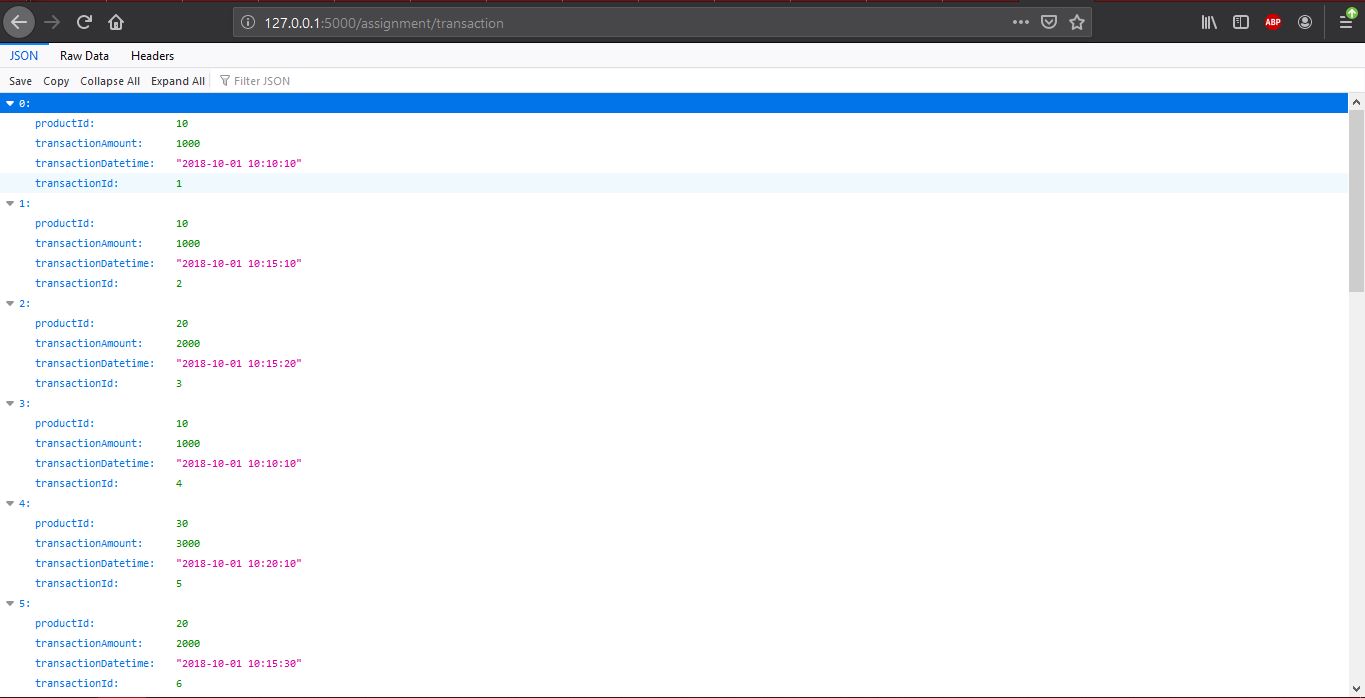 127.0.0.1:5000/assignment/transaction
ABP
JSON Raw Data Headers
Save Copy Collapse All Expand All Filter JSON
0:
productId: 10
transactionAmount: 1000
transactionDatetime: "2018-10-01 10:10:10"
transactionId: 1
1:
productId: 10
transactionAmount: 1000
transactionDatetime: "2018-10-01 10:15:10"
transactionId: 2
2:
productId: 20
transactionAmount: 2000
transactionDatetime: "2018-10-01 10:15:20"
transactionId: 3
3:
productId: 10
transactionAmount: 1000
transactionDatetime: "2018-10-01 10:10:10"
transactionId: 4
4:
productId: 30
transactionAmount: 3000
transactionDatetime: "2018-10-01 10:20:10"
transactionId: 5
5:
productId: 20
transactionAmount: 2000
transactionDatetime: "2018-10-01 10:15:30"
transactionId: 6